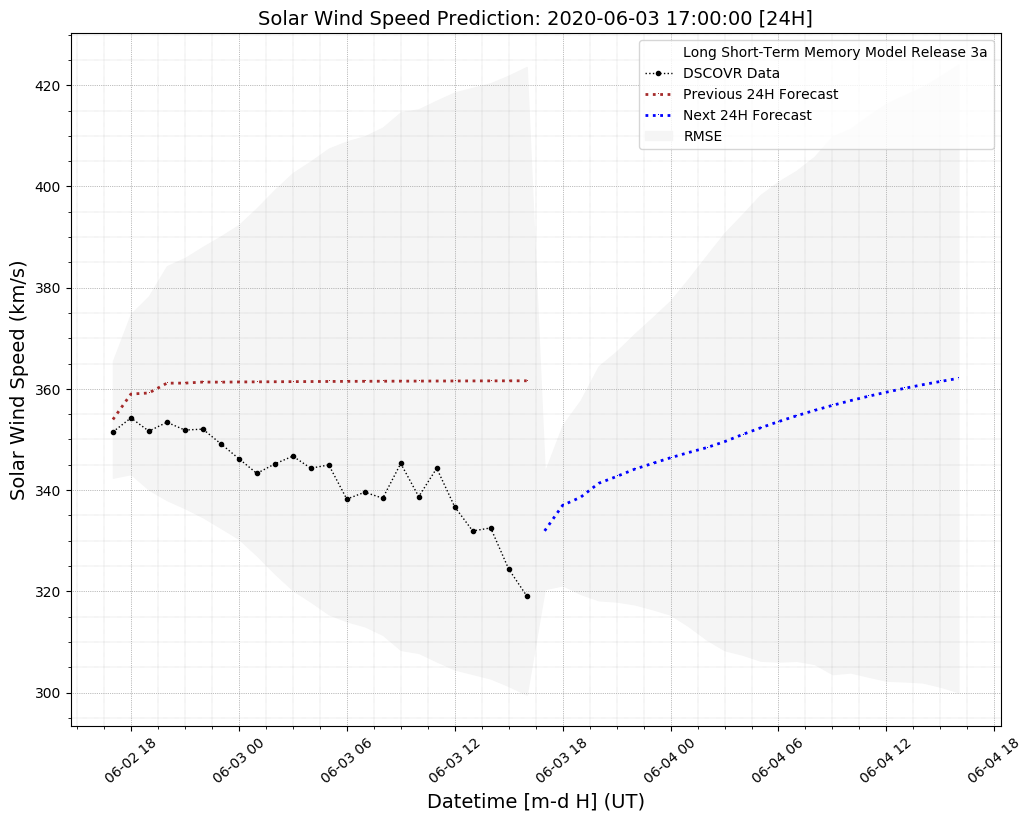 Solar Wind Speed Prediction: 2020-06-03 17:00:00 [24H]
Long Short-Term Memory Model Release 3a
DSCOVR Data
Previous 24H Forecast
Next 24H Forecast
RMSE
Solar Wind Speed (km/s)
420
400
380
360
340
320
300
06-02 18
06-03 00
06-03 06
06-03 12
06-03 18
06-04 00
06-04 06
06-04 12
06-04 18
Datetime [m-d H] (UT)